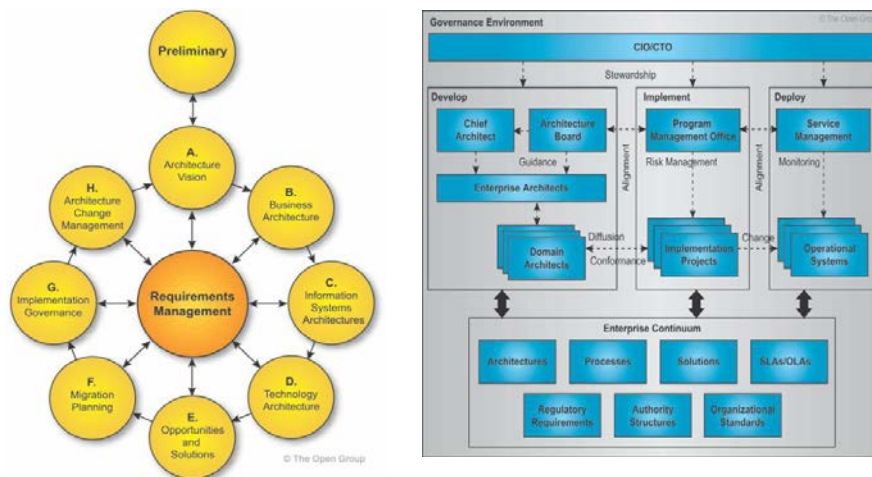 Preliminary
A.
Architecture
Vision
B.
Business
Architecture
C.
Information
Systems
Architectures
D.
Technology
Architecture
E.
Opportunities
and Solutions
F.
Migration
Planning
G.
Implementation
Governance
H.
Architecture
Change
Management
Requirements
Management
© The Open Group
Governance Environment
© The Open Grou
CIO/CTO
Stewardship
Develop
Implement
Deploy
Chief
Architect
Architecture
Board
Program
Management Office
Service
Management
Guidance
Alignment
Risk Management
Alignment
Monitoring
Enterprise Architects
Diffusion
Conformance
Change
Domain
Architects
Implementation
Projects
Operational
Systems
Enterprise Continuum
Architectures
Processes
Solutions
SLAs/OLAs
Regulatory
Requirements
Authority
Structures
Organizational
Standards